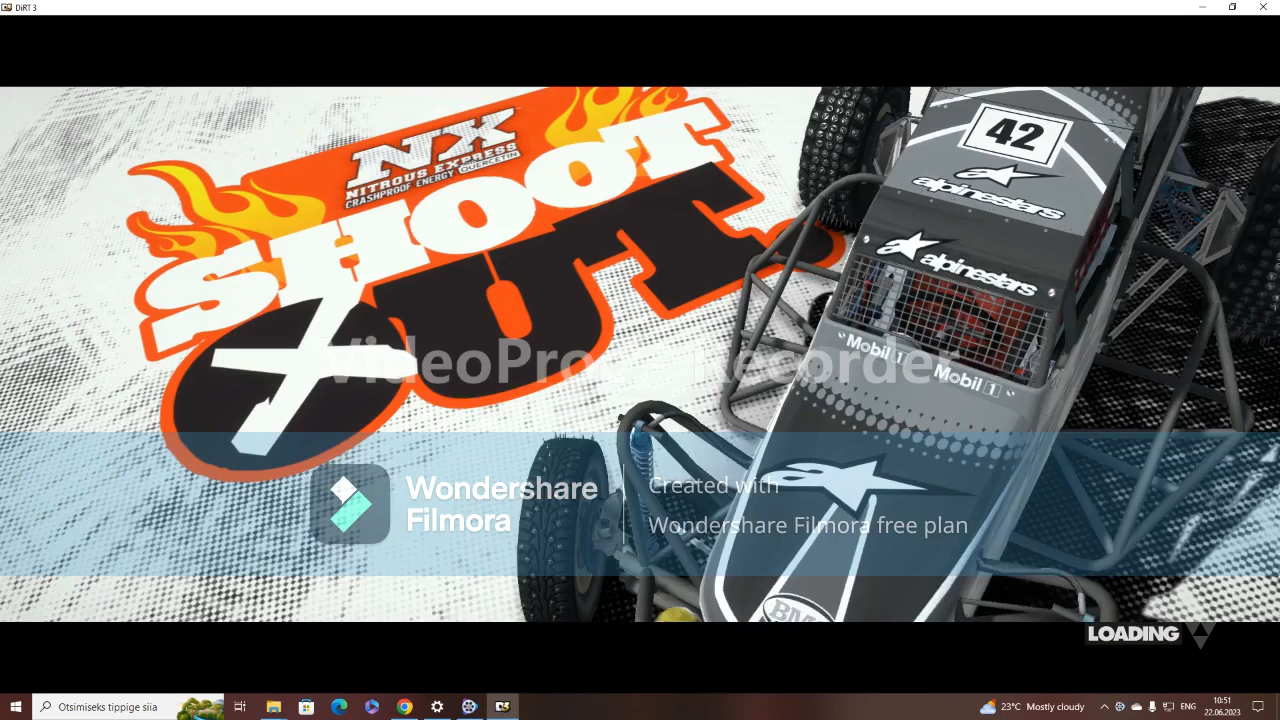 DiRT 3
NX
NITROUS EXPRESS
CRASHPROOF ENERGY QUERCETIN
SHOOT
OUT
42
alpinestars
alpinestars
Mobil 1
Mobil 1
VideoProc Recorder
Wondershare
Filmora
Created with
Wondershare Filmora free plan
LOADING
Otsimiseks tippige siia
23°C Mostly cloudy
ENG
10:51
22.06.2023